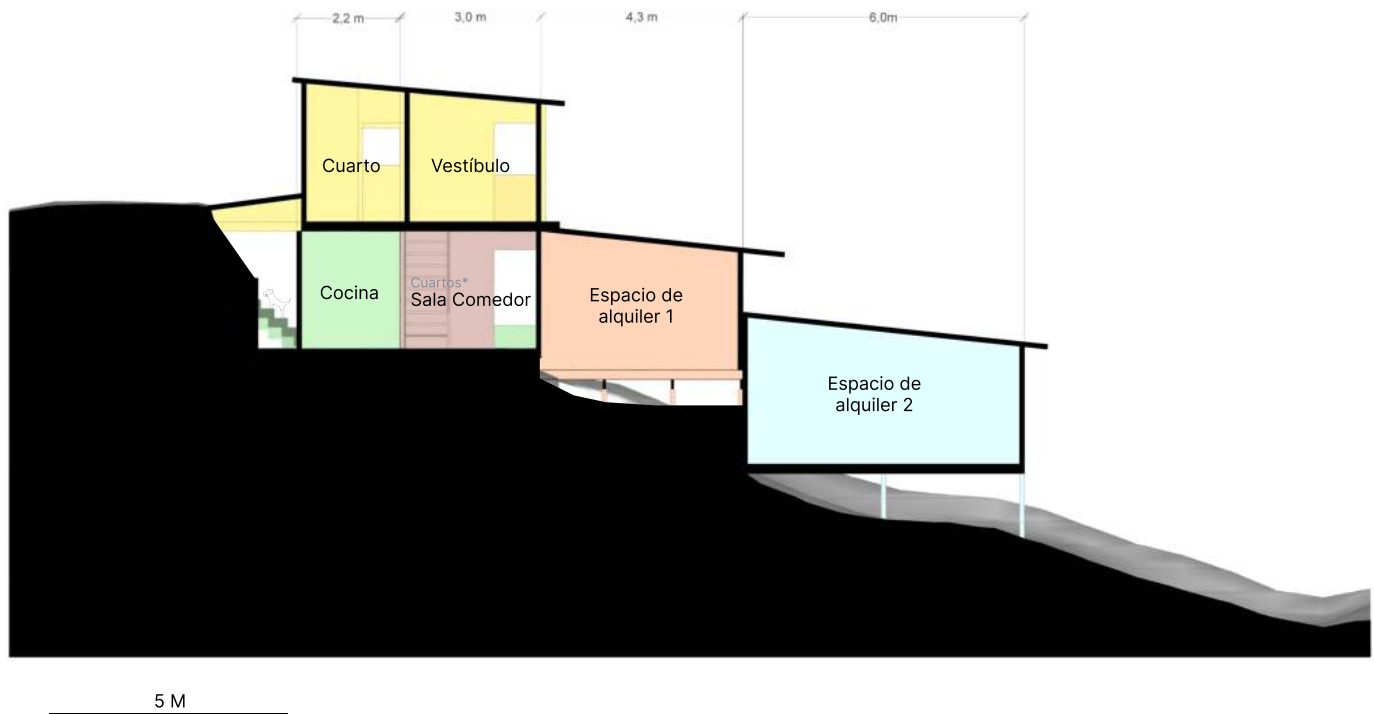 2,2 m
3,0 m
4,3 m
6,0m
Cuarto
Vestíbulo
Cocina
Cuartos*
Sala Comedor
Espacio de
alquiler 1
Espacio de
alquiler 2
5 M